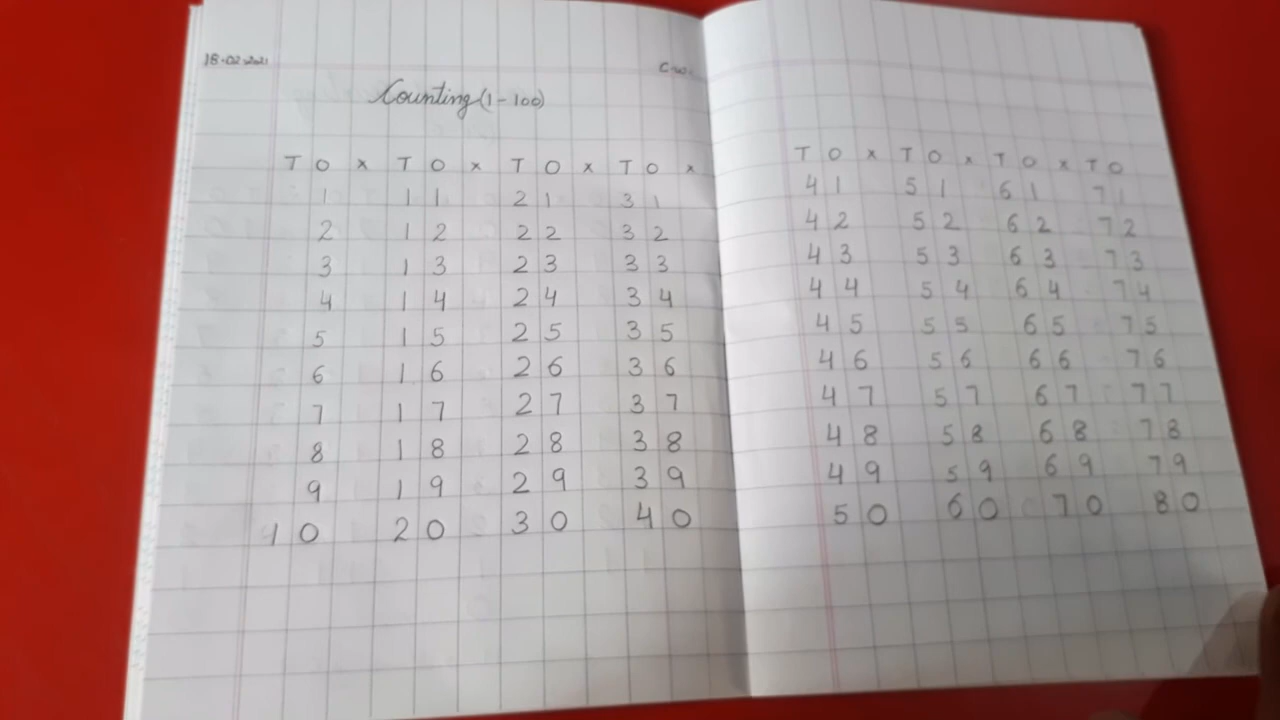 18-02-2021
C.W.
Counting (1-100)
T O × T O × T O × T O ×
1 11 21 31
2 12 22 32
3 13 23 33
4 14 24 34
5 15 25 35
6 16 26 36
7 17 27 37
8 18 28 38
9 19 29 39
10 20 30 40
T O × T O × T O × T O
41 51 61 71
42 52 62 72
43 53 63 73
44 54 64 74
45 55 65 75
46 56 66 76
47 57 67 77
48 58 68 78
49 59 69 79
50 60 70 80